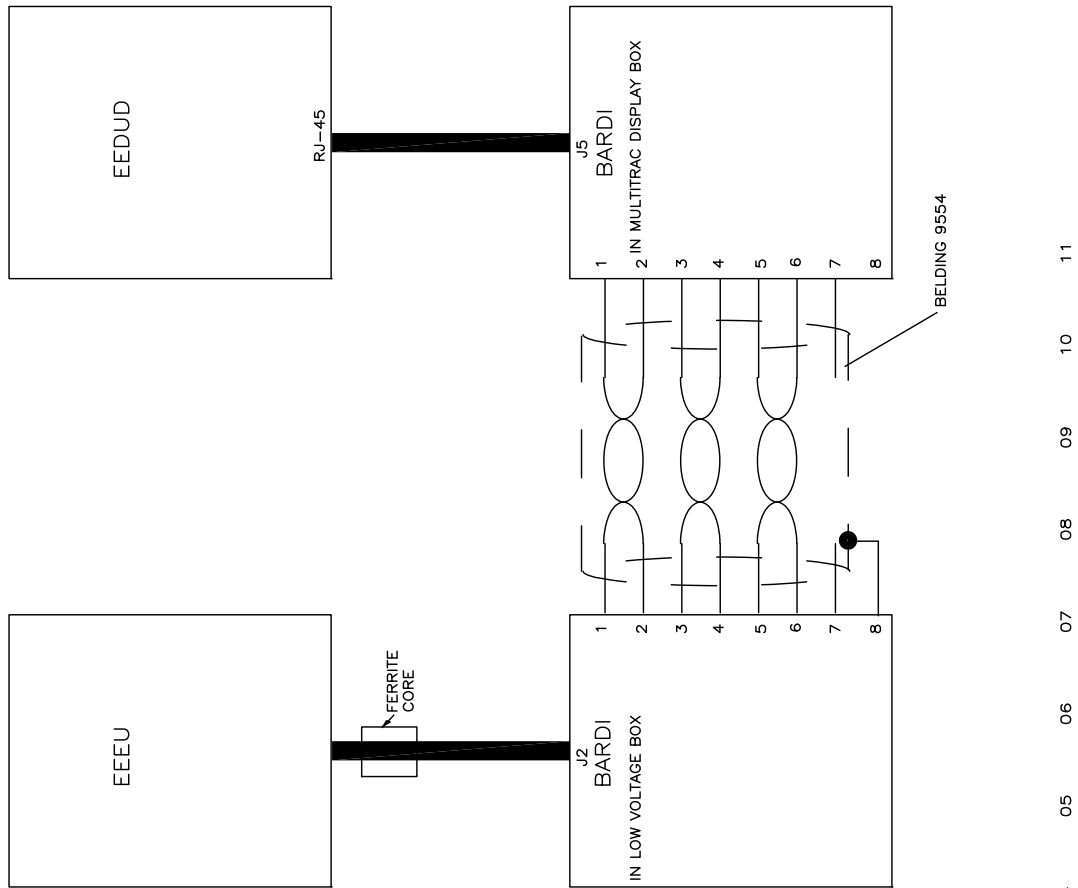 EEDUD
RJ-45
J5
BARDI
IN MULTITRAC DISPLAY BOX
1
2
3
4
5
6
7
8
BELDING 9554
EEEU
FERRITE
CORE
J2
BARDI
IN LOW VOLTAGE BOX
1
2
3
4
5
6
7
8
05
06
07
08
09
10
11